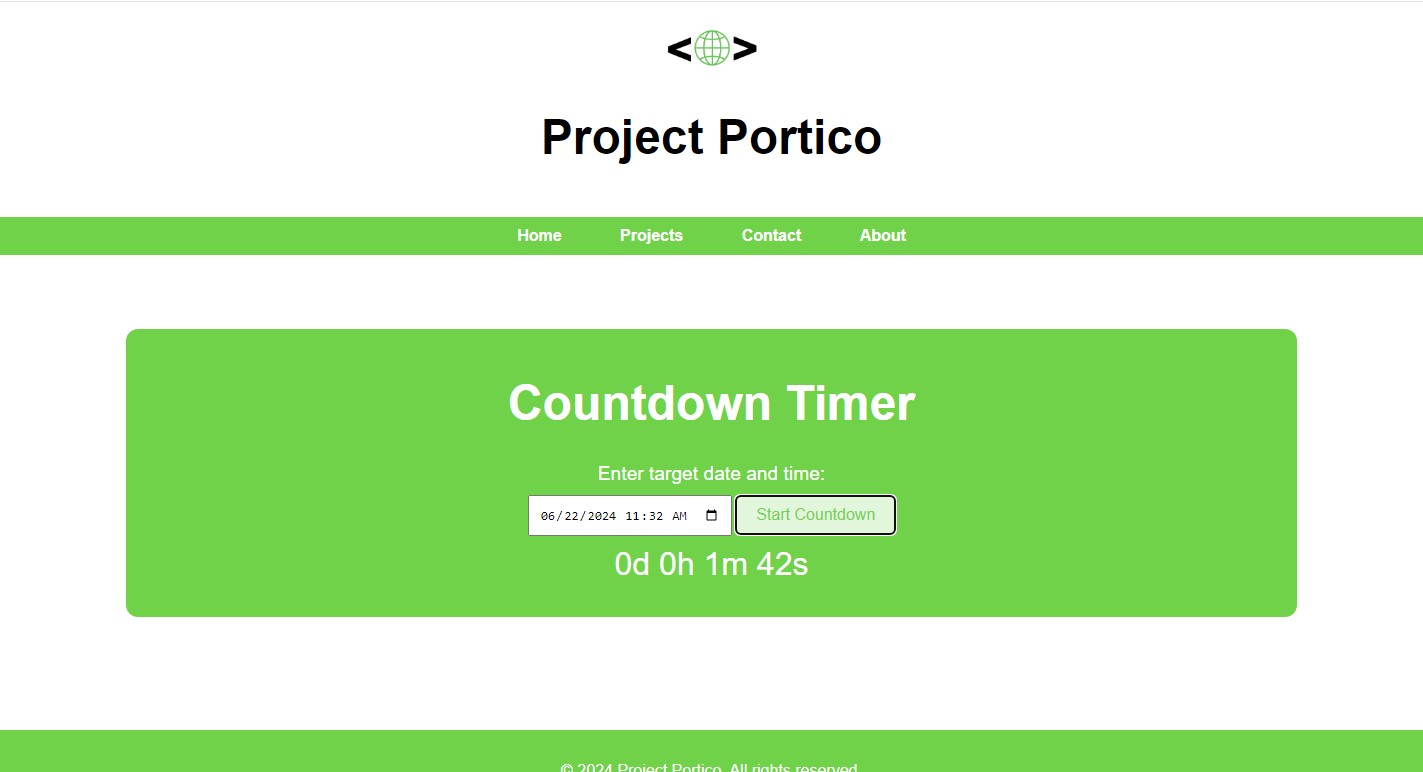 < >
Project Portico
Home Projects Contact About
Countdown Timer
Enter target date and time:
06/22/2024 11:32 AM Start Countdown
0d 0h 1m 42s
© 2024 Project Portico. All rights reserved.